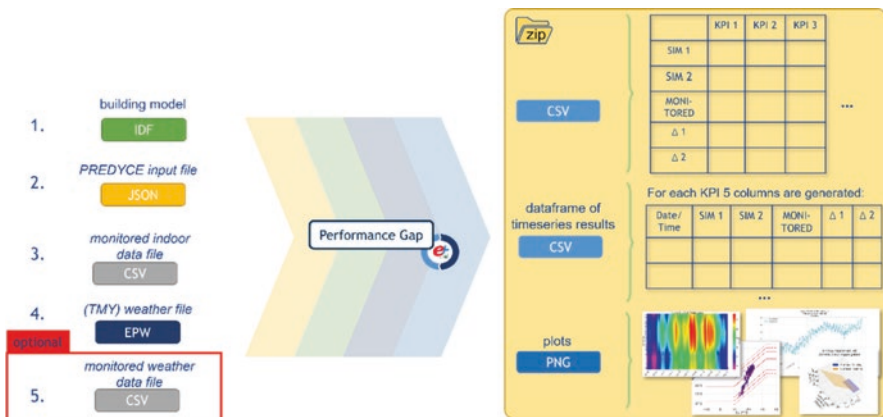 building model
1.
IDF
PREDYCE input file
2.
JSON
monitored indoor
data file
3.
CSV
(TMY) weather file
4.
EPW
optional
monitored weather
data file
5.
CSV
Performance Gap
zip
CSV
KPI 1 KPI 2 KPI 3
SIM 1
SIM 2
MONI-
TORED
...
Δ 1
Δ 2
dataframe of
timeseries results
CSV
For each KPI 5 columns are generated:
Date/
Time
SIM 1
SIM 2
MONI-
TORED
Δ 1
Δ 2
...
plots
PNG